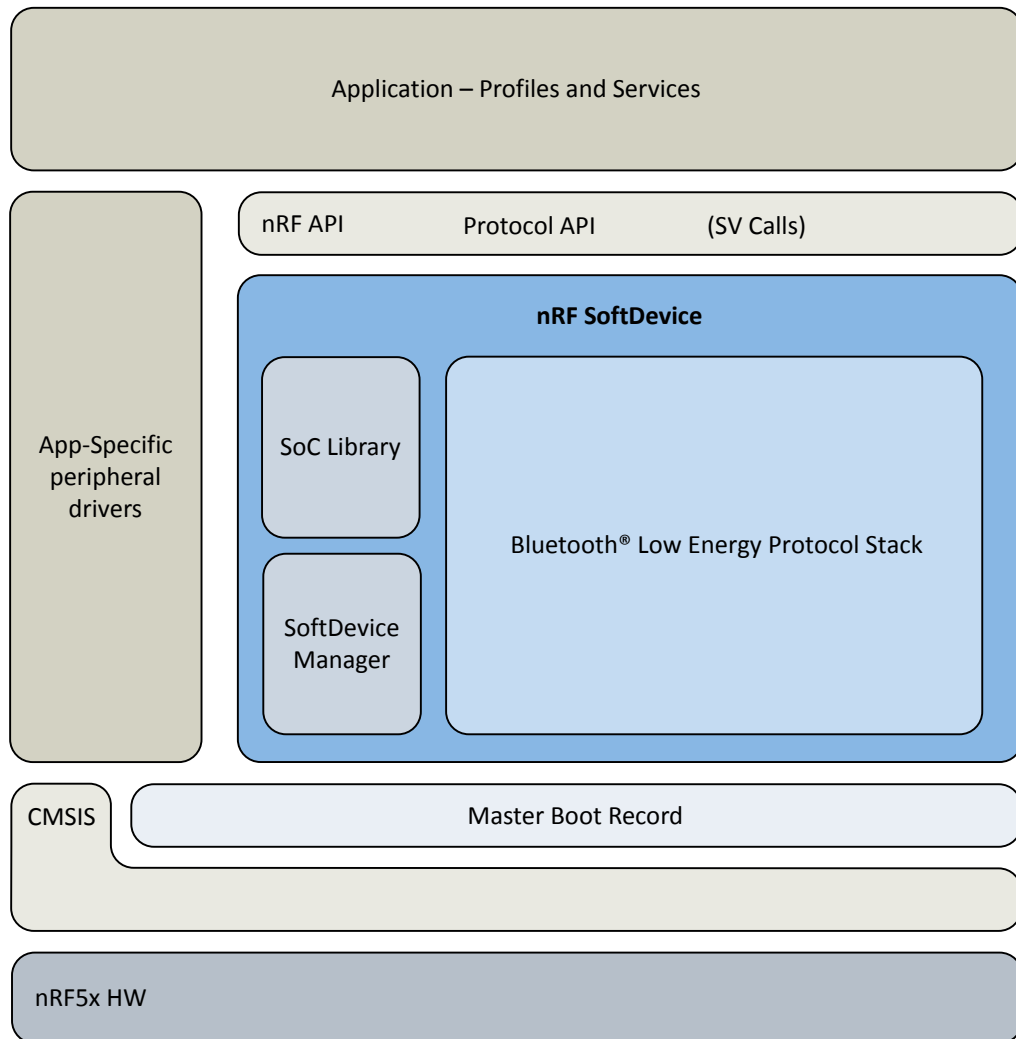 Application – Profiles and Services
nRF API
Protocol API
(SV Calls)
nRF SoftDevice
App-Specific
peripheral
drivers
SoC Library
Bluetooth® Low Energy Protocol Stack
SoftDevice
Manager
CMSIS
Master Boot Record
nRF5x HW